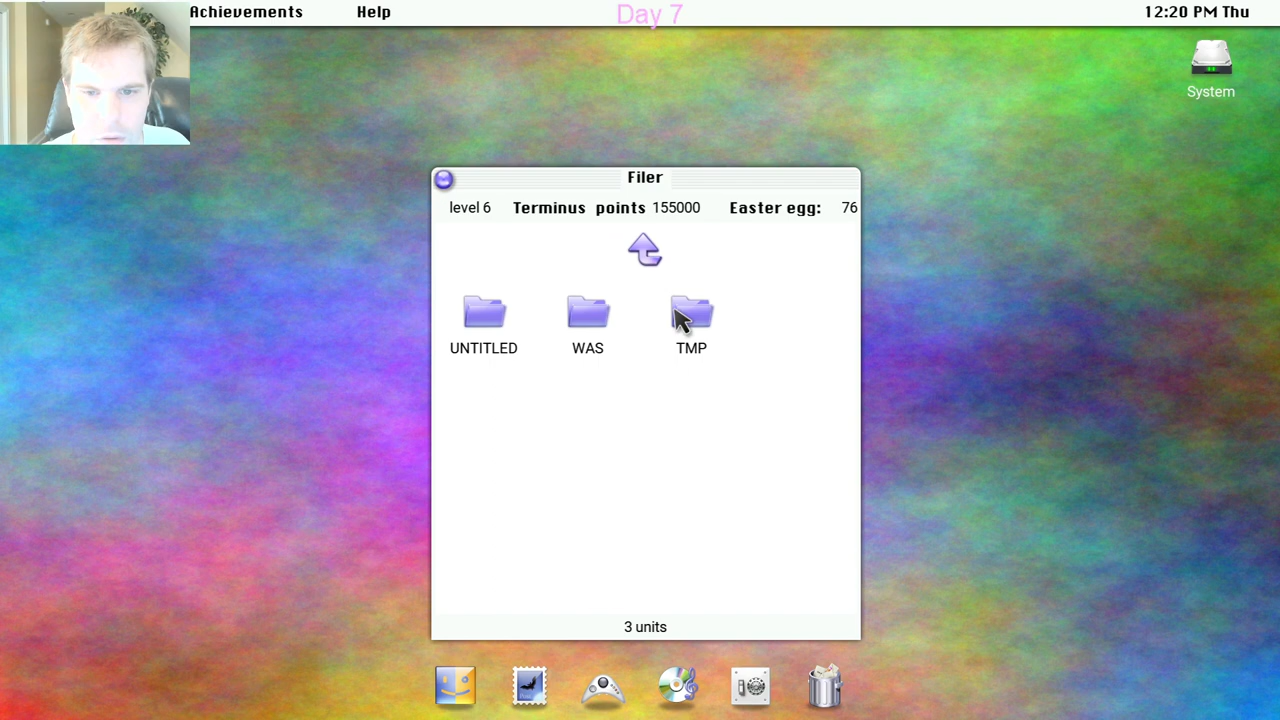 Achievements Help Day 7 12:20 PM Thu
System
Filer
level 6 Terminus points 155000 Easter egg: 76
UNTITLED WAS TMP
3 units